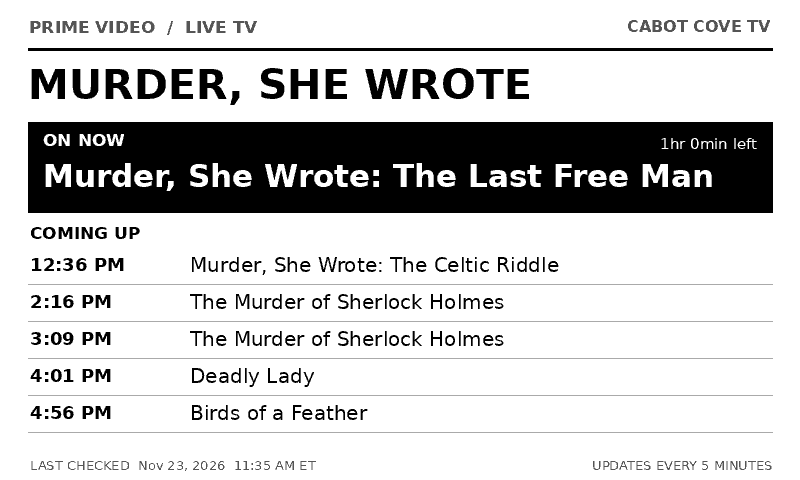 PRIME VIDEO / LIVE TV
CABOT COVE TV
MURDER, SHE WROTE
ON NOW
1hr 0min left
Murder, She Wrote: The Last Free Man
COMING UP
12:36 PM Murder, She Wrote: The Celtic Riddle
2:16 PM The Murder of Sherlock Holmes
3:09 PM The Murder of Sherlock Holmes
4:01 PM Deadly Lady
4:56 PM Birds of a Feather
LAST CHECKED Nov 23, 2026 11:35 AM ET
UPDATES EVERY 5 MINUTES